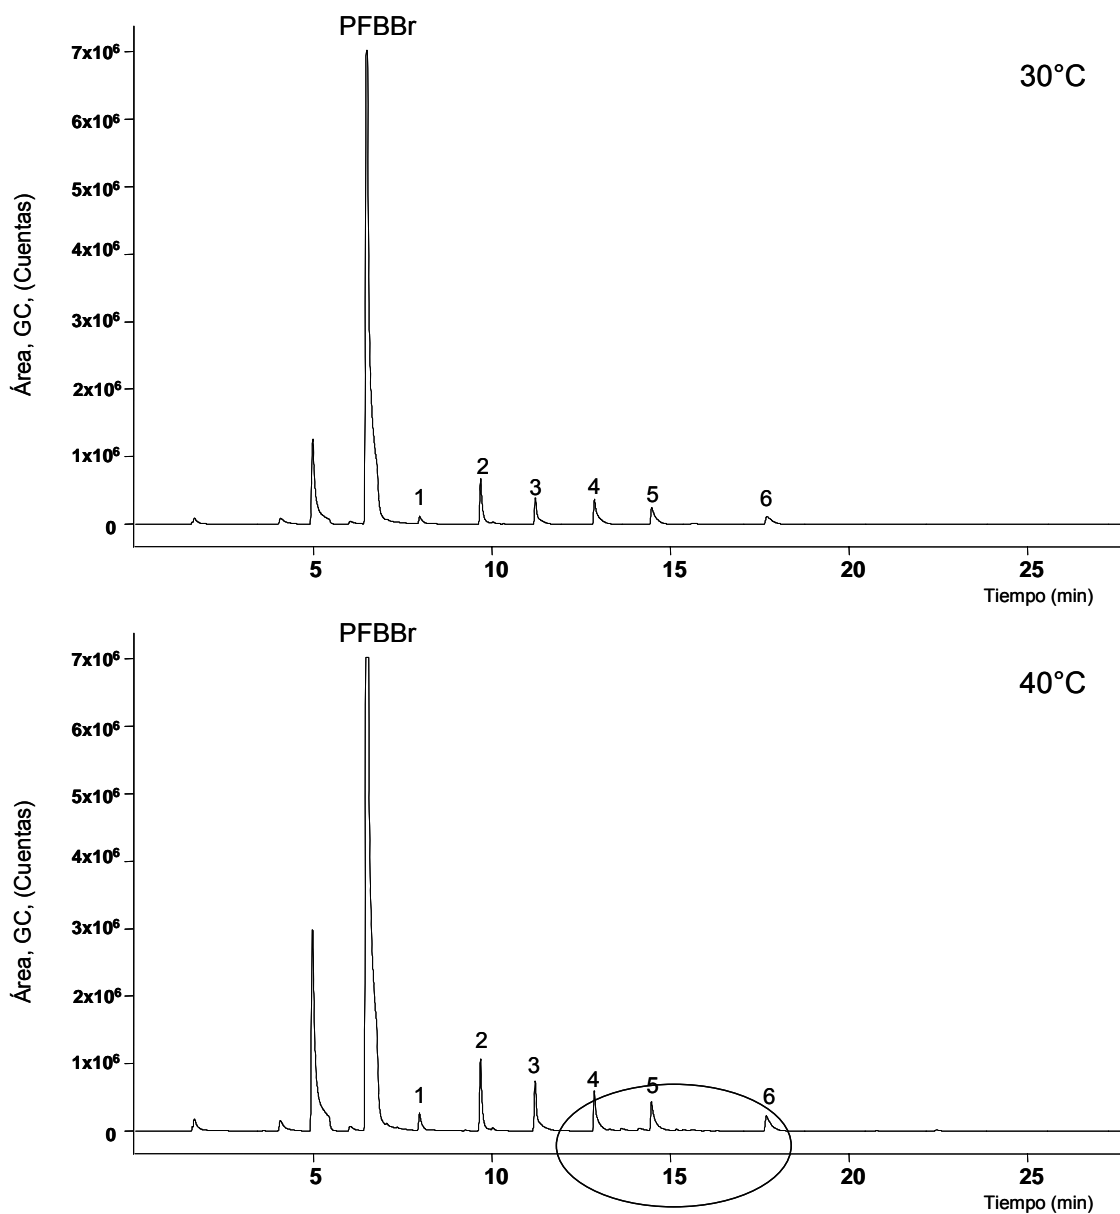 PFBBr
30°C
7x10⁶
6x10⁶
5x10⁶
4x10⁶
3x10⁶
2x10⁶
1x10⁶
0
Área, GC, (Cuentas)
1
2
3
4
5
6
5
10
15
20
25
Tiempo (min)
PFBBr
40°C
7x10⁶
6x10⁶
5x10⁶
4x10⁶
3x10⁶
2x10⁶
1x10⁶
0
Área, GC, (Cuentas)
1
2
3
4
5
6
5
10
15
20
25
Tiempo (min)